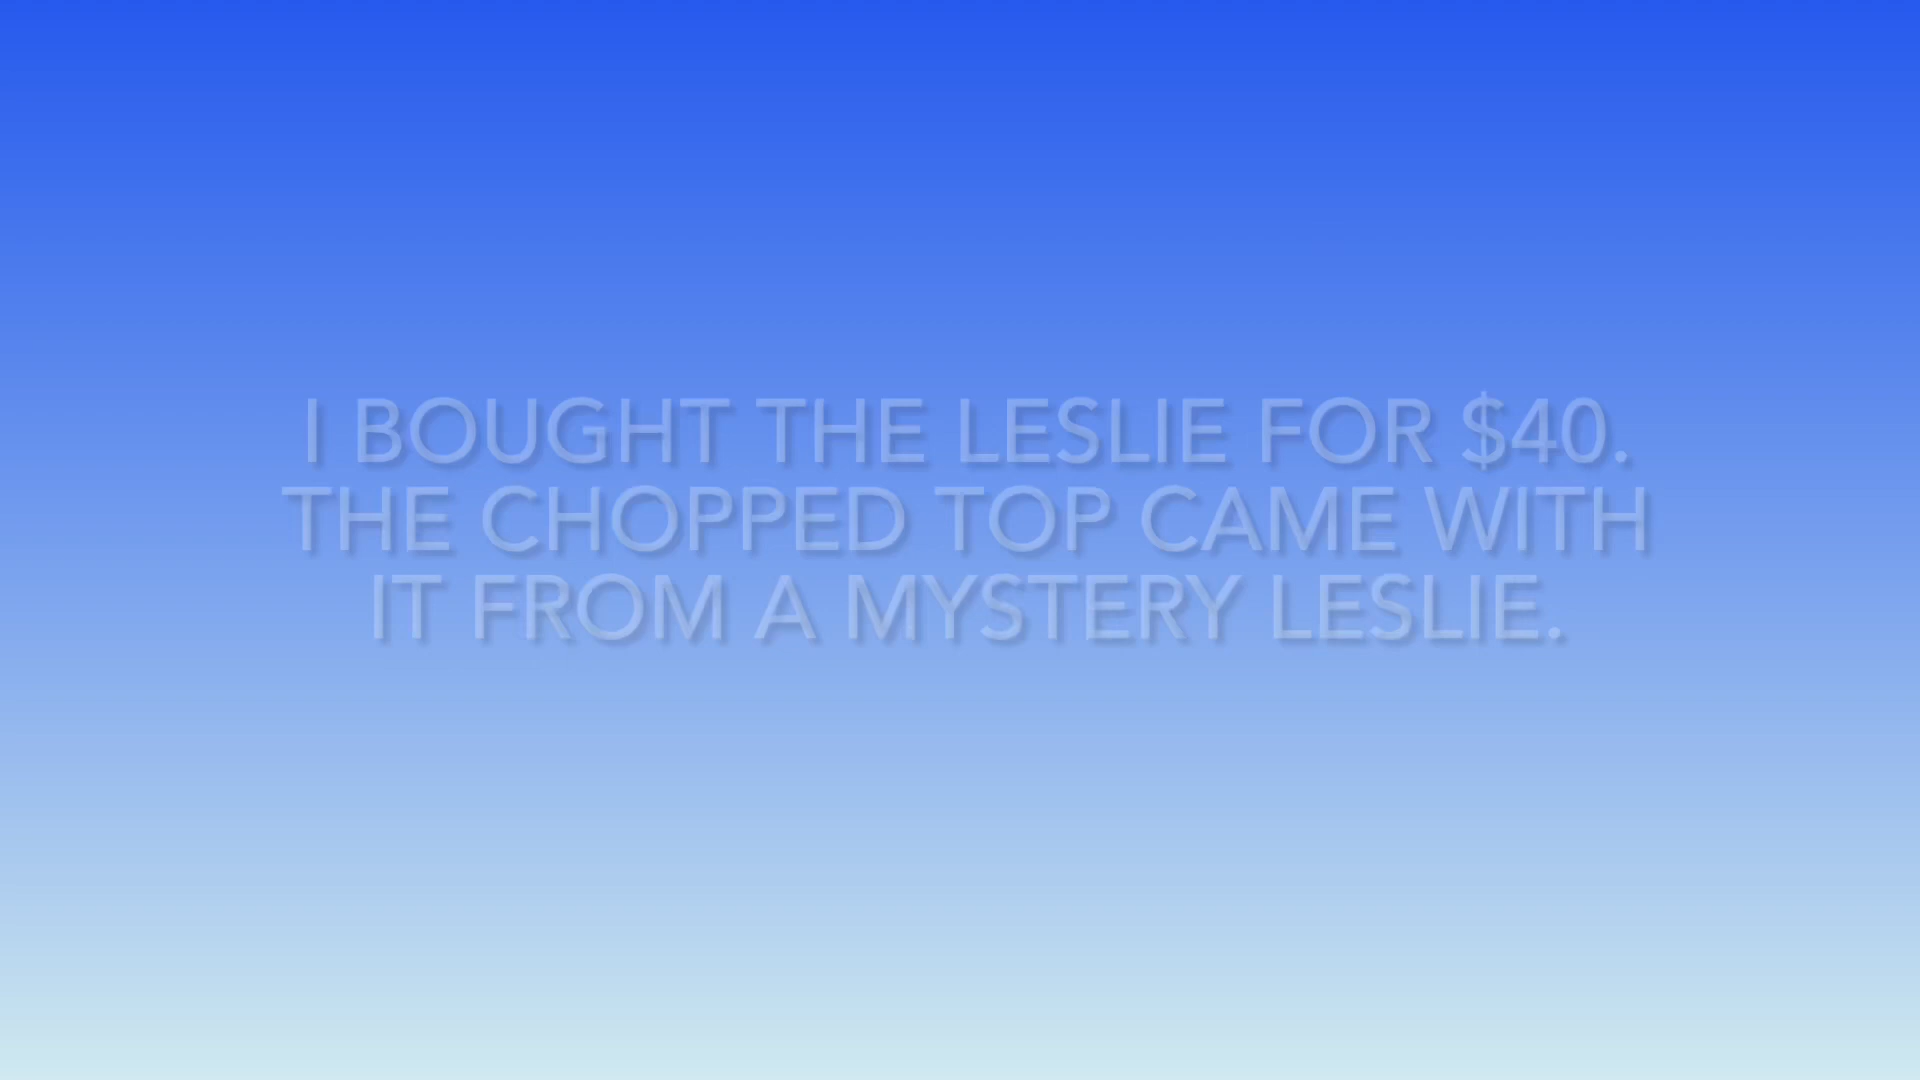 I BOUGHT THE LESLIE FOR $40.
THE CHOPPED TOP CAME WITH
IT FROM A MYSTERY LESLIE.